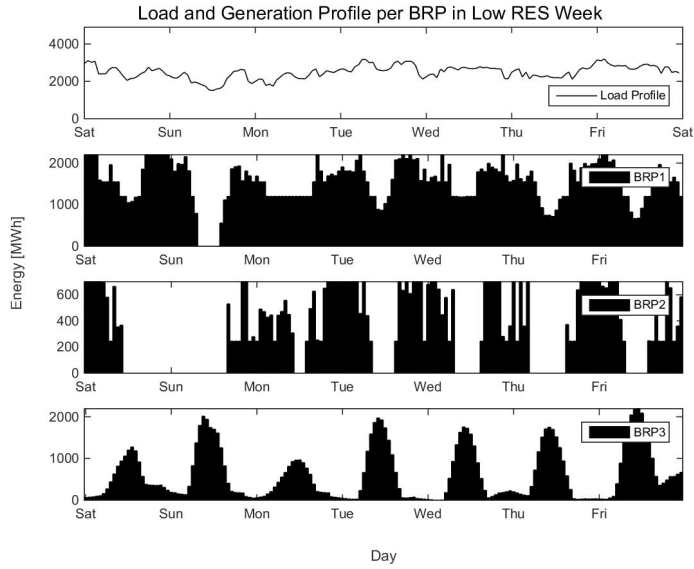 Load and Generation Profile per BRP in Low RES Week
4000
2000
0
Load Profile
Sat Sun Mon Tue Wed Thu Fri Sat
2000
1000
0
BRP1
Sat Sun Mon Tue Wed Thu Fri
Energy [MWh]
600
400
200
0
BRP2
Sat Sun Mon Tue Wed Thu Fri
2000
1000
0
BRP3
Sat Sun Mon Tue Wed Thu Fri
Day